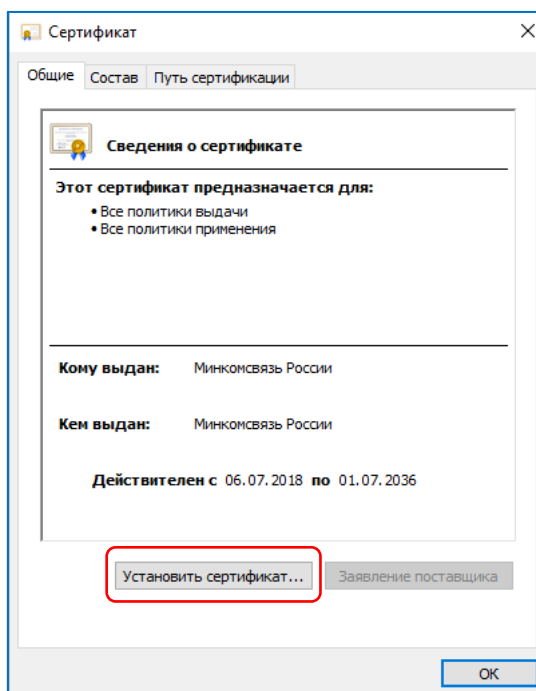 Сертификат
Общие Состав Путь сертификации
Сведения о сертификате
Этот сертификат предназначается для:
• Все политики выдачи
• Все политики применения
Кому выдан: Минкомсвязь России
Кем выдан: Минкомсвязь России
Действителен с 06.07.2018 по 01.07.2036
Установить сертификат... Заявление поставщика
ОК